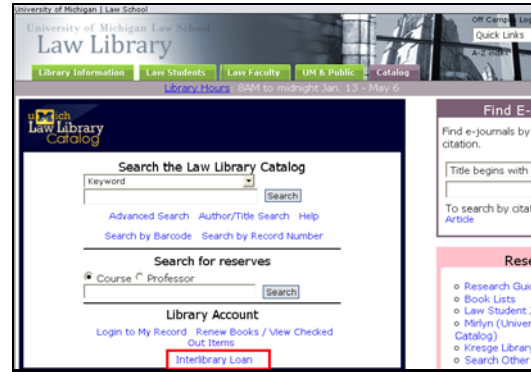 University of Michigan | Law School
University of Michigan Law School
Law Library
Off Campus Log
Quick Links
A-Z Index
Library Information
Law Students
Law Faculty
UM & Public
Catalog
Library Hours: 8AM to midnight Jan. 13 - May 6
uMich
Law Library
Catalog
Search the Law Library Catalog
Keyword
Search
Advanced Search Author/Title Search Help
Search by Barcode Search by Record Number
Search for reserves
Course Professor
Search
Library Account
Login to My Record Renew Books / View Checked
Out Items
Interlibrary Loan
Find E-
Find e-journals by
citation.
Title begins with
To search by citat
Article
Rese
Research Guid
Book Lists
Law Student
Mirlyn (Univer
Catalog)
Kresge Library
Search Other